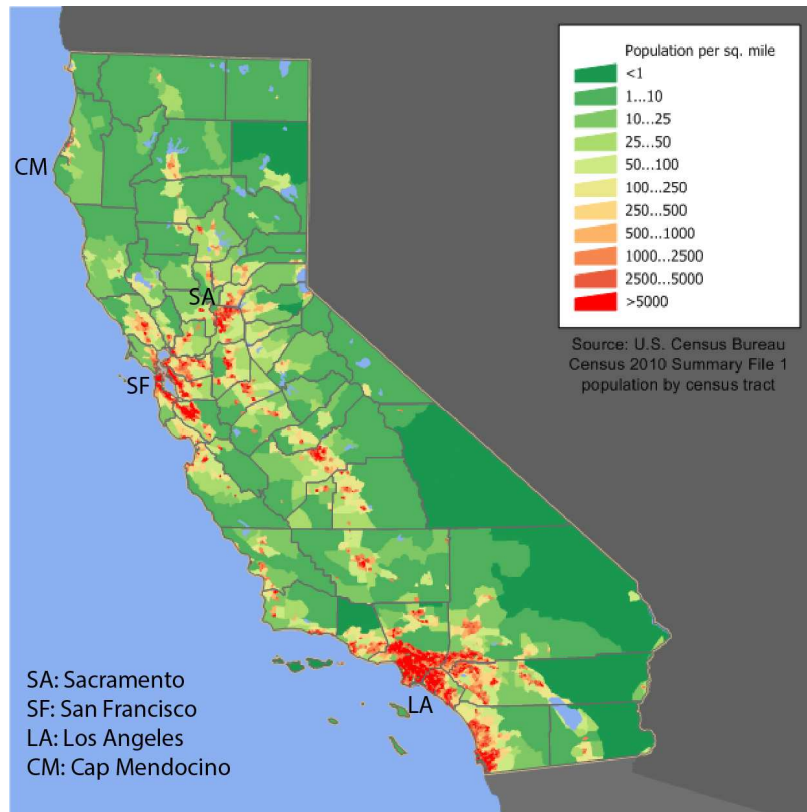 Population per sq. mile
<1
1...10
10...25
25...50
50...100
100...250
250...500
500...1000
1000...2500
2500...5000
>5000
Source: U.S. Census Bureau
Census 2010 Summary File 1
population by census tract
CM
SA
SF
LA
SA: Sacramento
SF: San Francisco
LA: Los Angeles
CM: Cap Mendocino